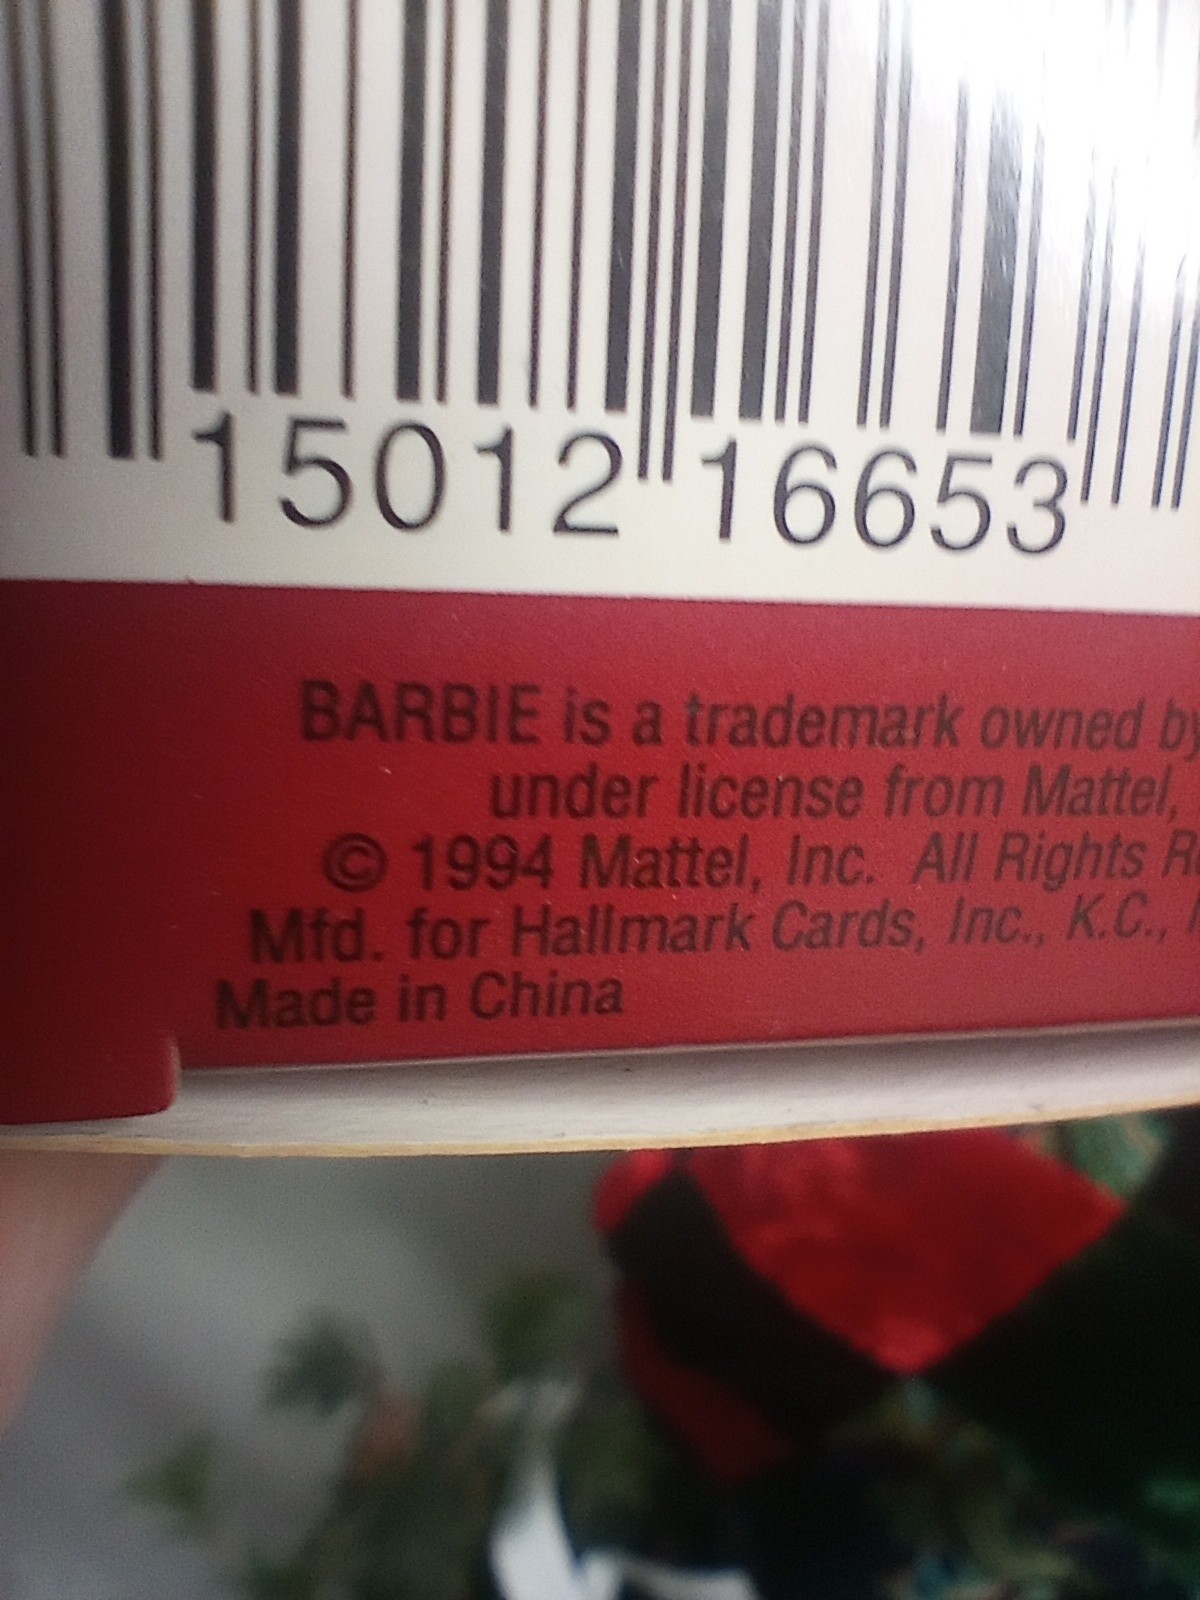 15012 16653
BARBIE is a trademark owned by
under license from Mattel,
© 1994 Mattel, Inc. All Rights
Mfd. for Hallmark Cards, Inc., K.C.,
Made in China